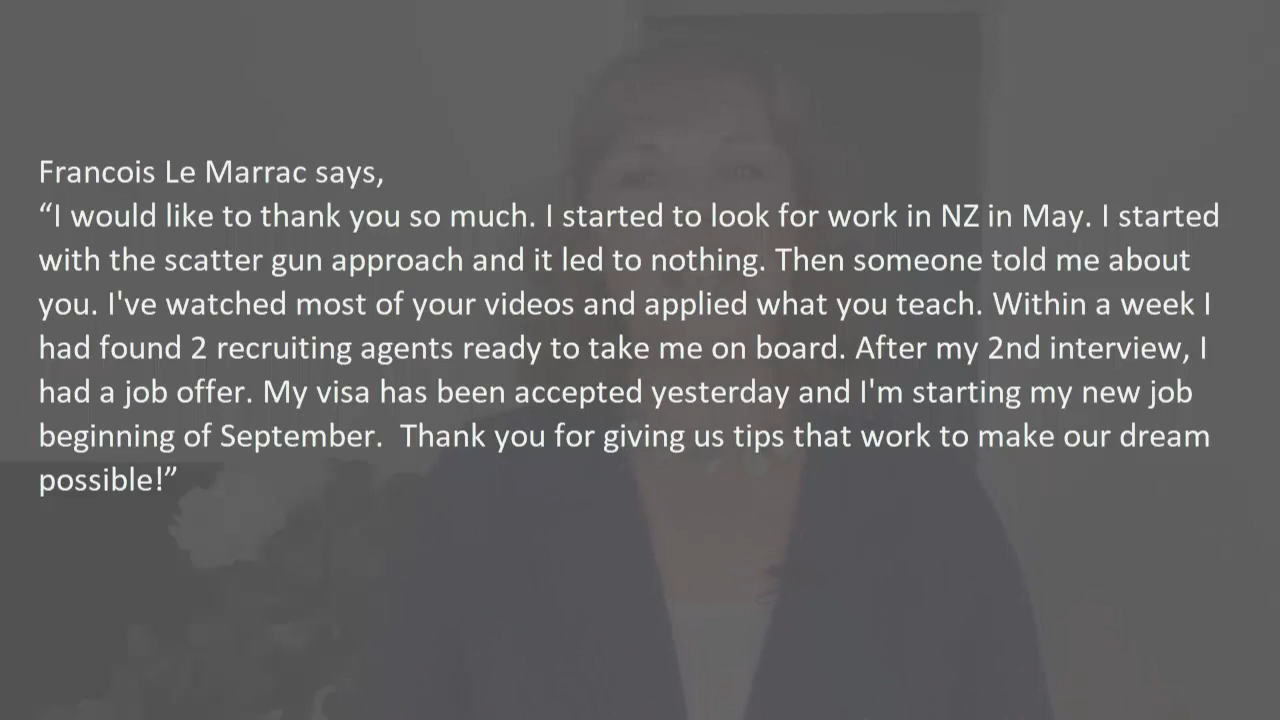 Francois Le Marrac says,
“I would like to thank you so much. I started to look for work in NZ in May. I started
with the scatter gun approach and it led to nothing. Then someone told me about
you. I've watched most of your videos and applied what you teach. Within a week I
had found 2 recruiting agents ready to take me on board. After my 2nd interview, I
had a job offer. My visa has been accepted yesterday and I'm starting my new job
beginning of September.  Thank you for giving us tips that work to make our dream
possible!”